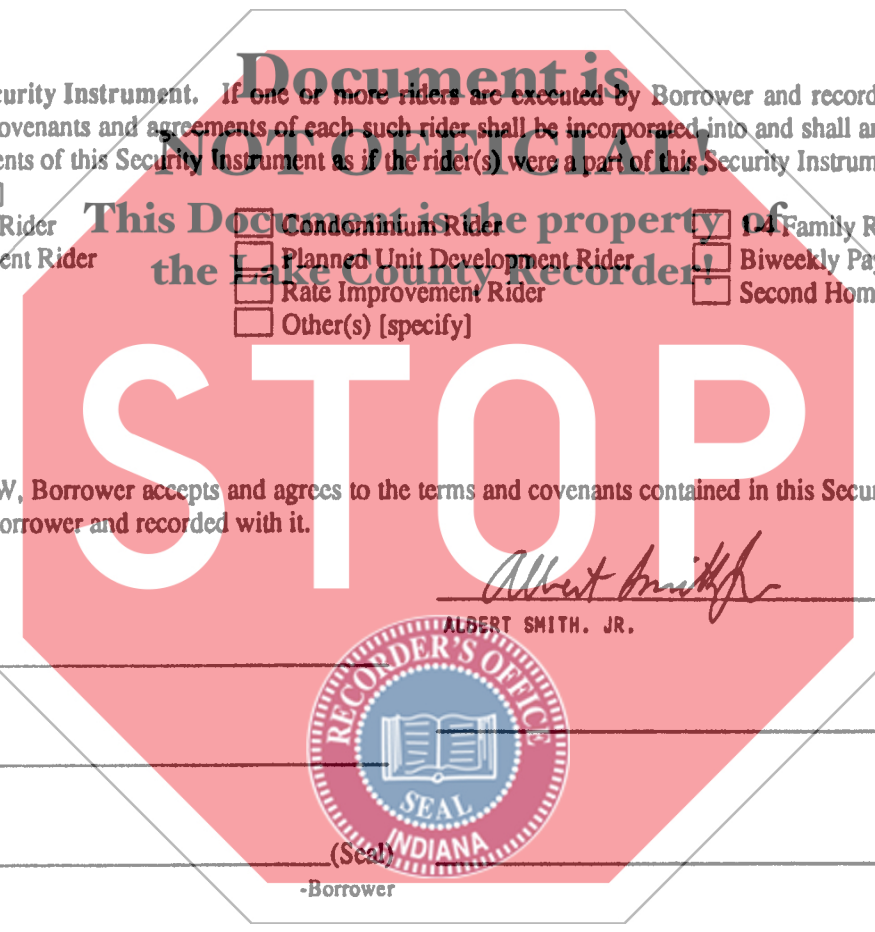 Document is
curity Instrument. If one or more riders are executed by Borrower and record
ovenants and agreements of each such rider shall be incorporated into and shall a
NOT OFFICIAL!
ents of this Security Instrument as if the rider(s) were a part of this Security Instrum
]
This Document is the property of
Rider Condominium Rider 1-4 Family R
ent Rider Planned Unit Development Rider Biweekly Pay
the Lake County Recorder!
Rate Improvement Rider Second Hom
Other(s) [specify]
STOP
W, Borrower accepts and agrees to the terms and covenants contained in this Secur
orrower and recorded with it.
Albert Smith Jr
ALBERT SMITH. JR.
RECORDER'S OFFICE
SEAL
INDIANA
(Seal)
-Borrower